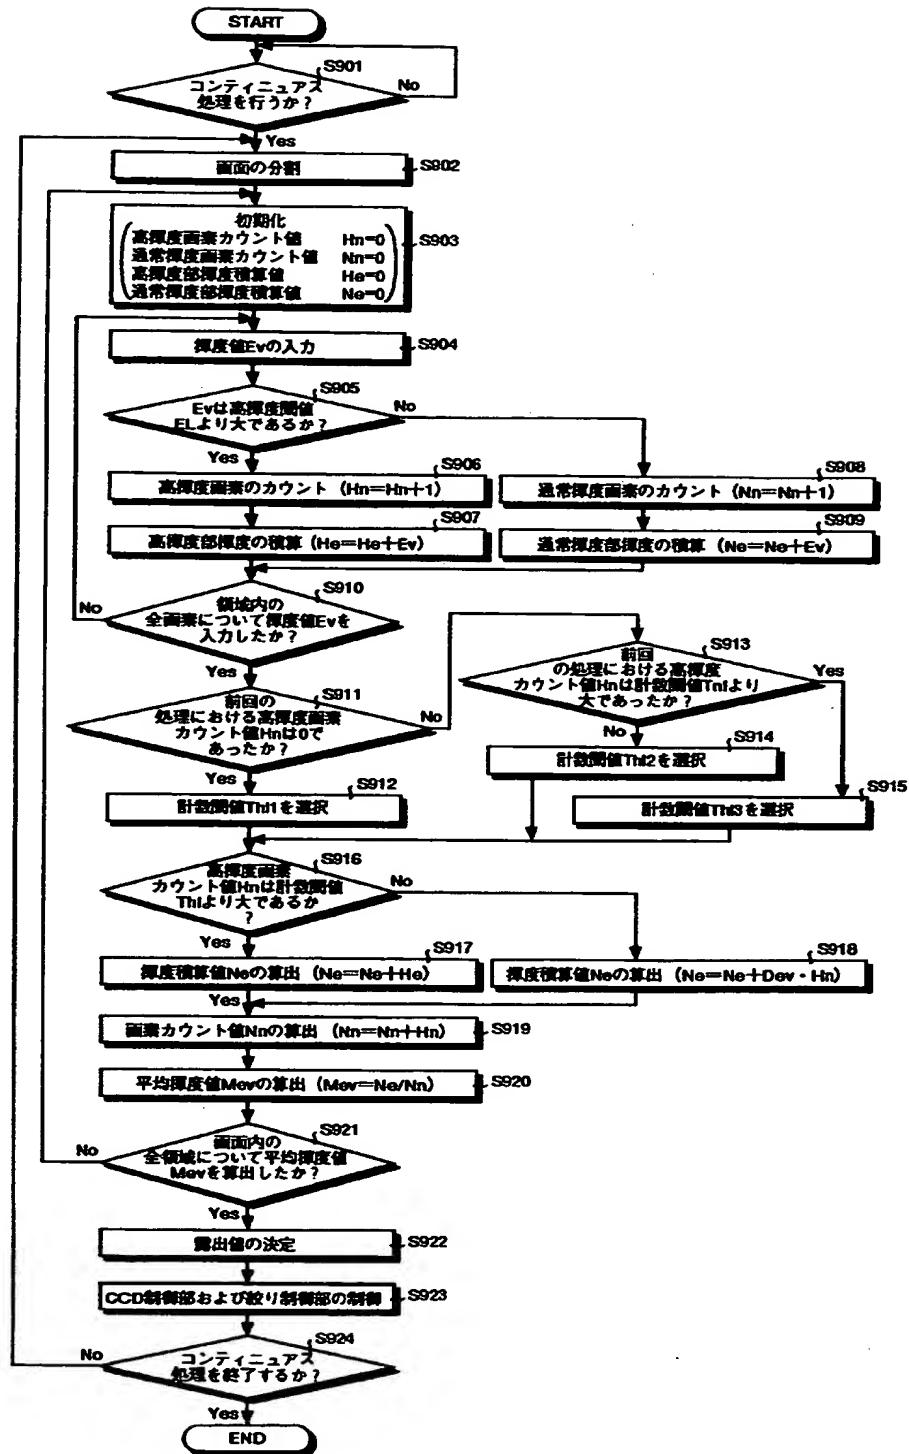 START
S901
コンティニュアス
処理を行うか？
No
Yes
画面の分割
S902
初期化
高輝度画素カウント値 Hn=0
通常輝度画素カウント値 Nn=0
高輝度部輝度積算値 He=0
通常輝度部輝度積算値 Ne=0
S903
輝度値Evの入力
S904
S905
Evは高輝度閾値
ELより大であるか？
No
Yes
S906
高輝度画素のカウント（Hn=Hn+1）
S908
通常輝度画素のカウント（Nn=Nn+1）
S907
高輝度部輝度の積算（He=He+Ev）
S909
通常輝度部輝度の積算（Ne=Ne+Ev）
S910
領域内の
全画素について輝度値Evを
入力したか？
No
Yes
S911
前回の
処理における高輝度画素
カウント値Hnは0で
あったか？
No
Yes
S913
前回
の処理における高輝度
カウント値Hnは計数閾値Tnfより
大であったか？
Yes
No
S914
計数閾値Thf2を選択
S912
計数閾値Thf1を選択
S915
計数閾値Thf3を選択
S916
高輝度画素
カウント値Hnは計数閾値
Thfより大であるか
？
No
Yes
S917
輝度積算値Neの算出（Ne=Ne+He）
S918
輝度積算値Neの算出（Ne=Ne+Dev・Hn）
Yes
画素カウント値Nnの算出（Nn=Nn+Hn）
S919
平均輝度値Mevの算出（Mev=Ne/Nn）
S920
S921
画面内の
全領域について平均輝度値
Mevを算出したか？
No
Yes
露出値の決定
S922
CCD制御部および絞り制御部の制御
S923
S924
コンティニュアス
処理を終了するか？
No
Yes
END